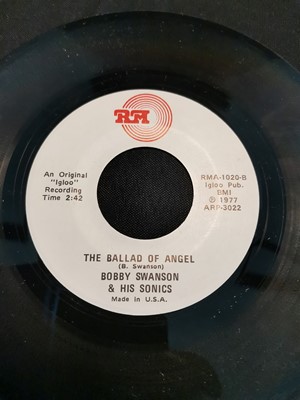 RM
An Original
"Igloo"
Recording
Time 2:42
RMA-1020-B
Igloo Pub.
BMI
℗ 1977
ARP-3022
THE BALLAD OF ANGEL
(B. Swanson)
BOBBY SWANSON
& HIS SONICS
Made in U.S.A.